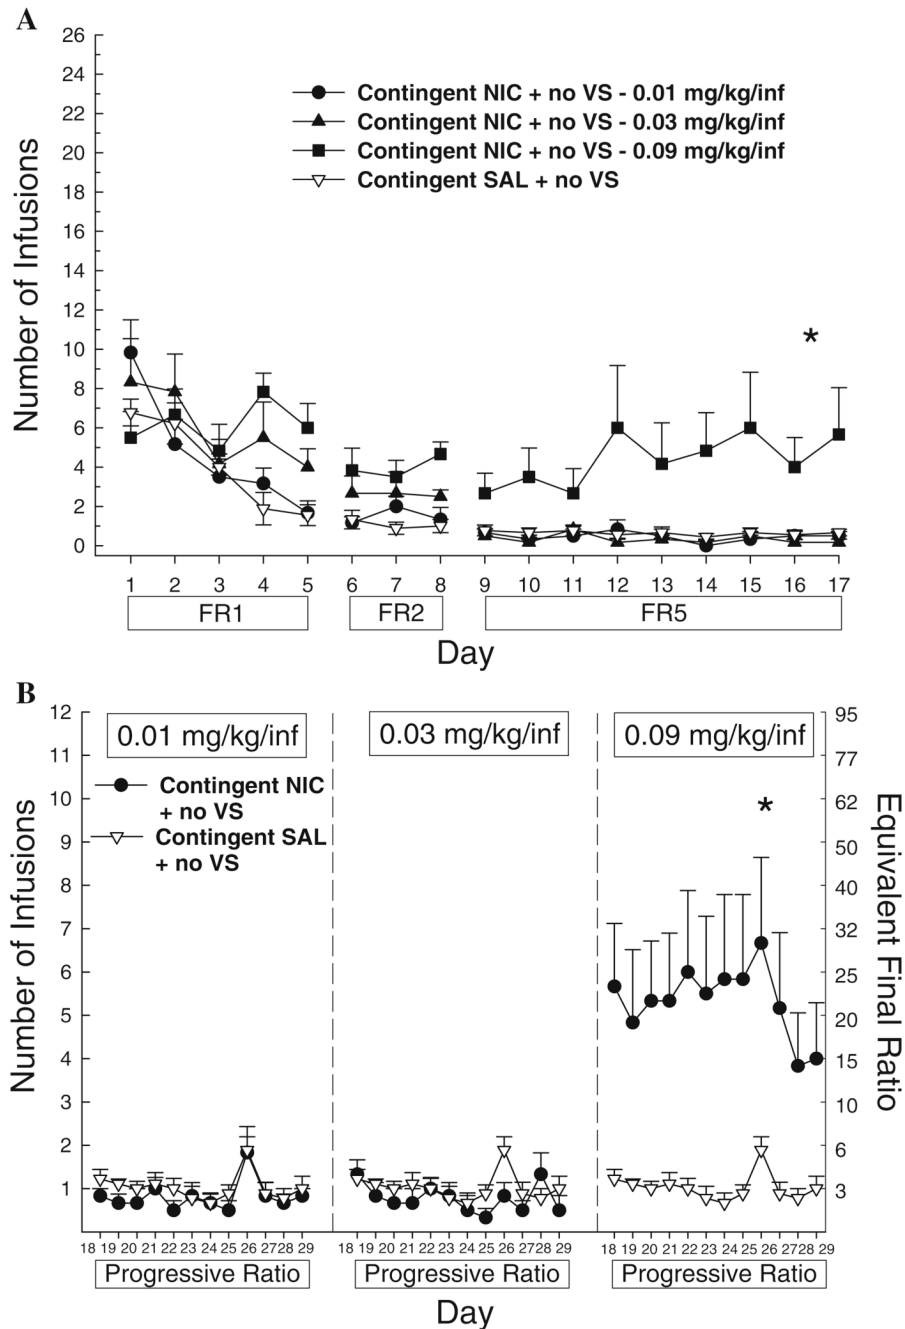 A
26
24
22
20
18
16
14
12
10
8
6
4
2
0
Number of Infusions
Contingent NIC + no VS - 0.01 mg/kg/inf
Contingent NIC + no VS - 0.03 mg/kg/inf
Contingent NIC + no VS - 0.09 mg/kg/inf
Contingent SAL + no VS
*
1 2 3 4 5 6 7 8 9 10 11 12 13 14 15 16 17
FR1 FR2 FR5
Day
B
12
11
10
9
8
7
6
5
4
3
2
1
Number of Infusions
0.01 mg/kg/inf 0.03 mg/kg/inf 0.09 mg/kg/inf
Contingent NIC
+ no VS
Contingent SAL
+ no VS
*
95
77
62
50
40
32
25
20
15
10
6
3
Equivalent Final Ratio
18 19 20 21 22 23 24 25 26 27 28 29 18 19 20 21 22 23 24 25 26 27 28 29 18 19 20 21 22 23 24 25 26 27 28 29
Progressive Ratio Progressive Ratio Progressive Ratio
Day